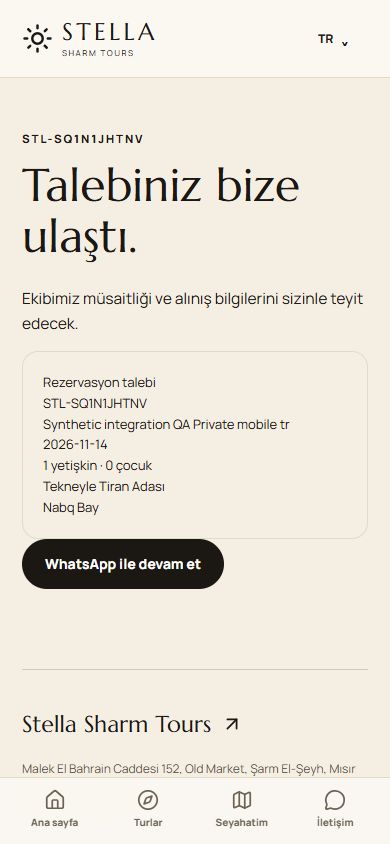 STELLA
SHARM TOURS
TR
STL-SQ1N1JHTNV
Talebiniz bize
ulaştı.
Ekibimiz müsaitliği ve alınış bilgilerini sizinle teyit
edecek.
Rezervasyon talebi
STL-SQ1N1JHTNV
Synthetic integration QA Private mobile tr
2026-11-14
1 yetişkin · 0 çocuk
Tekneyle Tiran Adası
Nabq Bay
WhatsApp ile devam et
Stella Sharm Tours
Malek El Bahrain Caddesi 152, Old Market, Şarm El-Şeyh, Mısır
Ana sayfa
Turlar
Seyahatim
İletişim